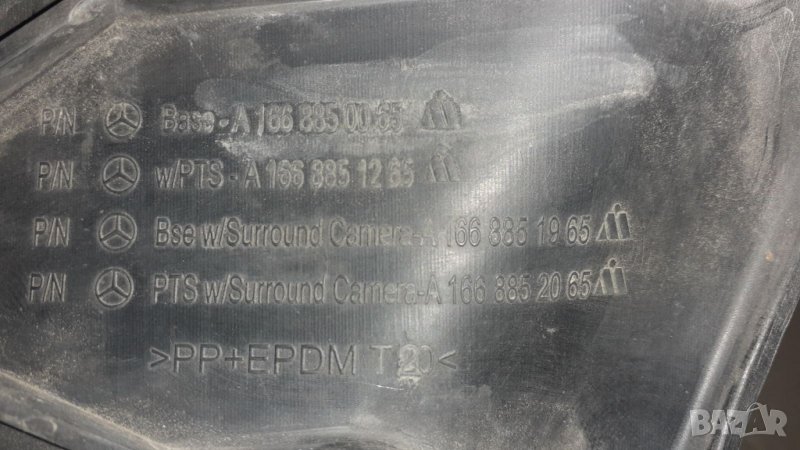 P/N Base-A 166 885 00 65
P/N w/PTS-A 166 885 12 65
P/N Bse w/Surround Camera-A 166 885 19 65
P/N PTS w/Surround Camera-A 166 885 20 65
>PP+EPDM T20<
BAZAR